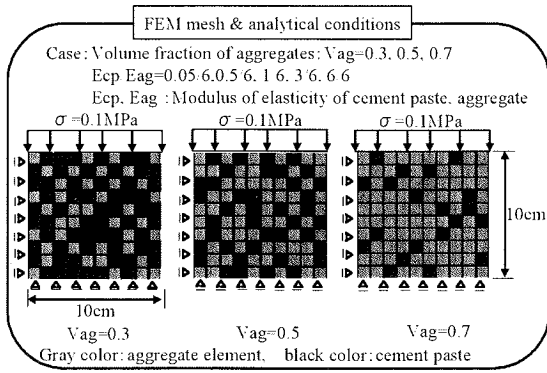 FEM mesh & analytical conditions
Case: Volume fraction of aggregates: Vag=0.3, 0.5, 0.7
Ecp/Eag=0.05/6,0.5/6, 1/6, 3/6, 6/6
Ecp, Eag : Modulus of elasticity of cement paste, aggregate
σ=0.1MPa
σ=0.1MPa
σ=0.1MPa
10cm
10cm
Vag=0.3
Vag=0.5
Vag=0.7
Gray color: aggregate element, black color: cement paste